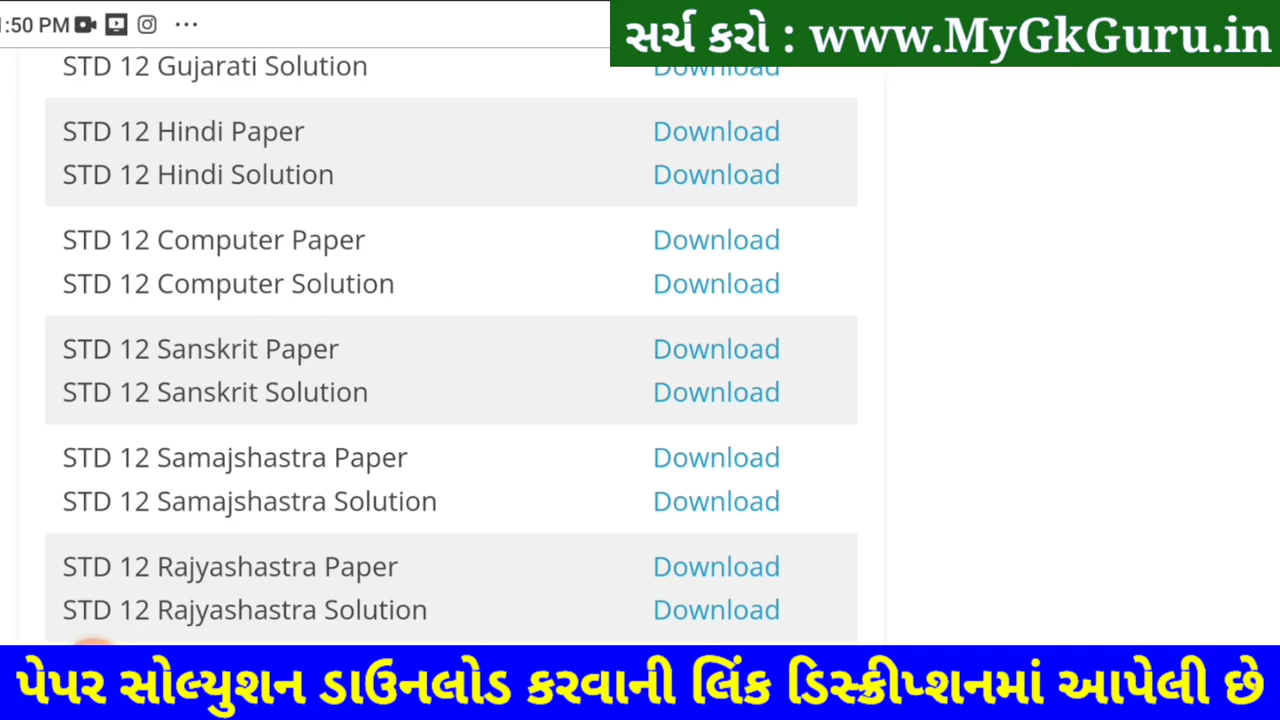 1:50 PM
સર્ચ કરો : www.MyGkGuru.in
STD 12 Gujarati Solution Download
STD 12 Hindi Paper Download
STD 12 Hindi Solution Download
STD 12 Computer Paper Download
STD 12 Computer Solution Download
STD 12 Sanskrit Paper Download
STD 12 Sanskrit Solution Download
STD 12 Samajshastra Paper Download
STD 12 Samajshastra Solution Download
STD 12 Rajyashastra Paper Download
STD 12 Rajyashastra Solution Download
પેપર સોલ્યુશન ડાઉનલોડ કરવાની લિંક ડિસ્ક્રીપ્શનમાં આપેલી છે